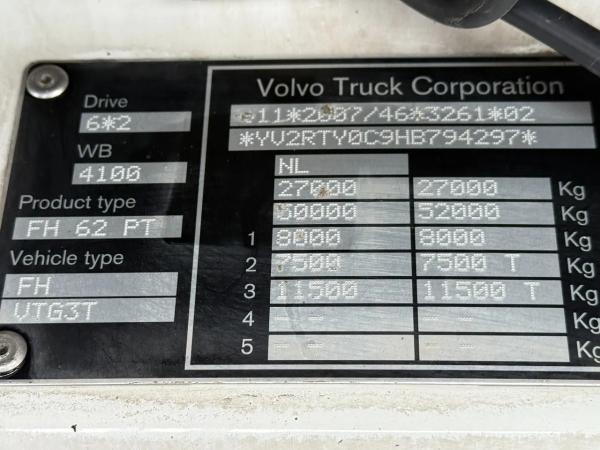 Volvo Truck Corporation
Drive
6*2
WB
4100
Product type
FH 62 PT
Vehicle type
FH
VTG3T
e11*2007/46*3261*02
*YV2RTY0C9HB794297*
NL
27000 27000 Kg
60000 52000 Kg
1 8000 8000 Kg
2 7500 7500 T Kg
3 11500 11500 T Kg
4 -- -- Kg
5 -- -- Kg